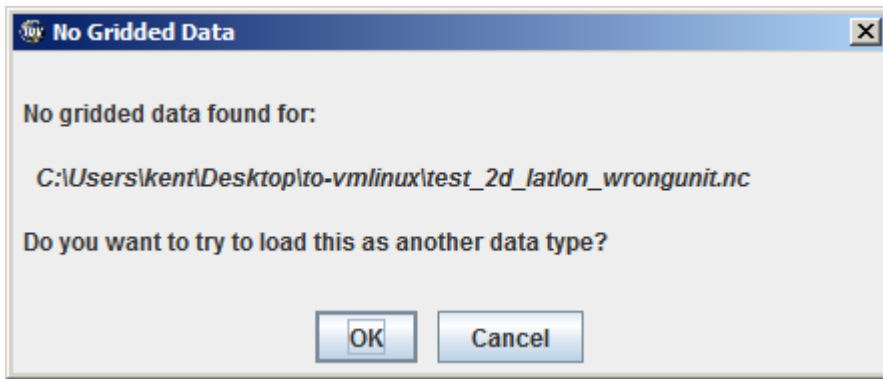 No Gridded Data
No gridded data found for:
C:\Users\kent\Desktop\to-vmlinux\test_2d_latlon_wrongunit.nc
Do you want to try to load this as another data type?
OK Cancel